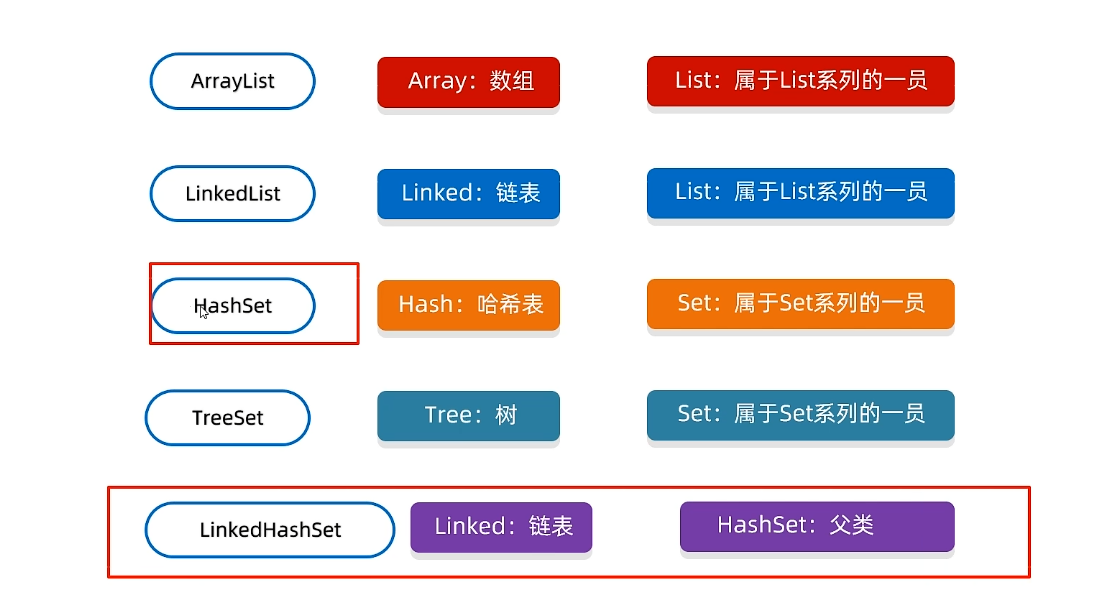 ArrayList Array：数组 List：属于List系列的一员
LinkedList Linked：链表 List：属于List系列的一员
HashSet Hash：哈希表 Set：属于Set系列的一员
TreeSet Tree：树 Set：属于Set系列的一员
LinkedHashSet Linked：链表 HashSet：父类